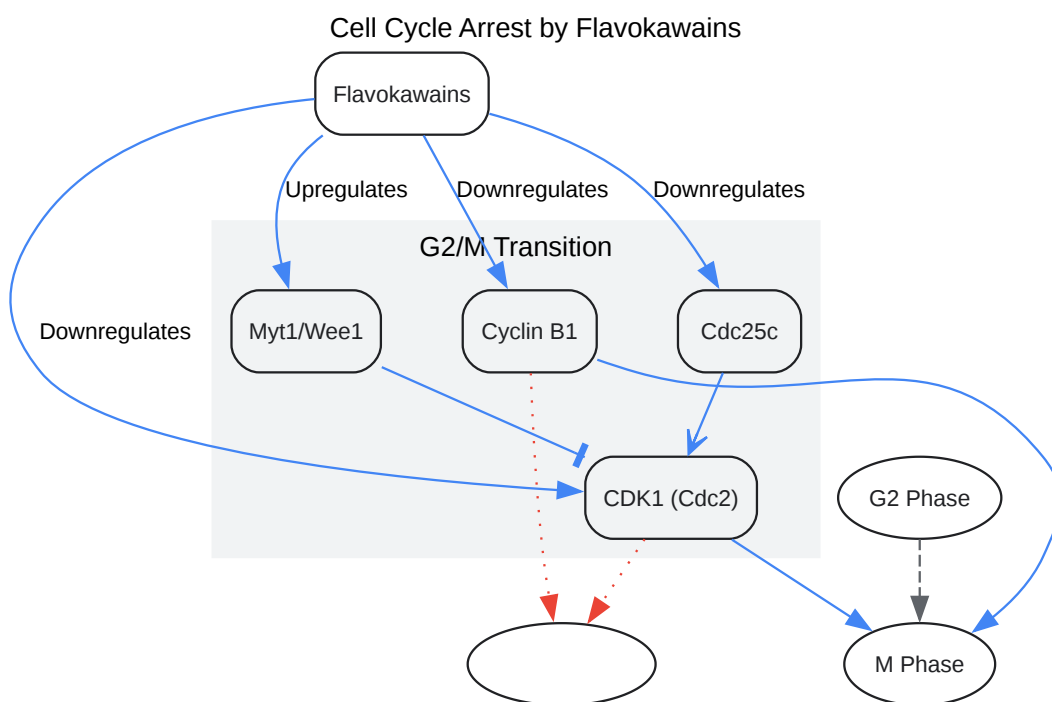 Cell Cycle Arrest by Flavokawains
Flavokawains
Upregulates
Downregulates
Downregulates
G2/M Transition
Downregulates
Myt1/Wee1
Cyclin B1
Cdc25c
CDK1 (Cdc2)
G2 Phase
M Phase